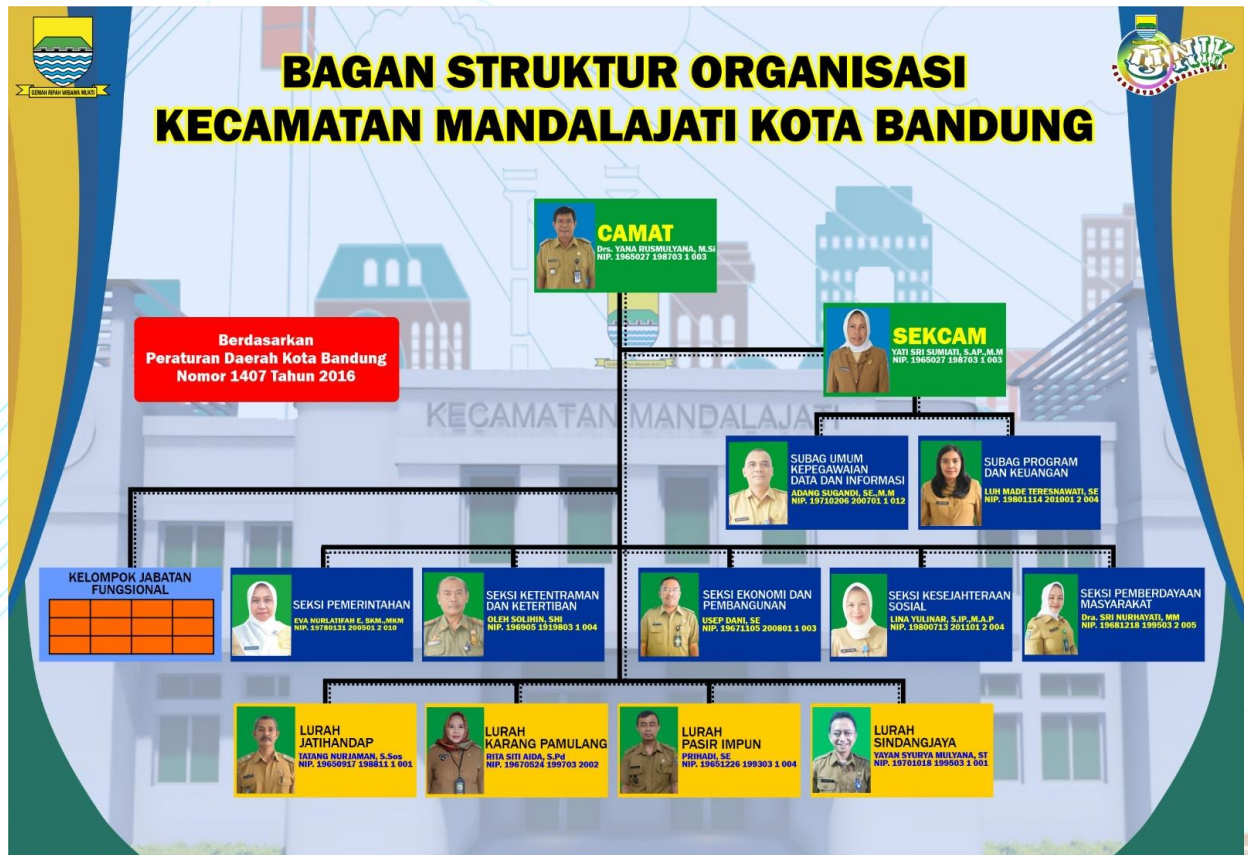 GEMAH RIPAH WIBAWA MUKTI
UNIK
BAGAN STRUKTUR ORGANISASI
KECAMATAN MANDALAJATI KOTA BANDUNG
CAMAT
Drs. YANA RUSMULYANA, M.Si
NIP. 1965027 198703 1 003
Berdasarkan
Peraturan Daerah Kota Bandung
Nomor 1407 Tahun 2016
SEKCAM
YATI SRI SUMIATI, S.AP.,M.M
NIP. 1965027 198703 1 003
KECAMATAN MANDALAJATI
SUBAG UMUM
KEPEGAWAIAN
DATA DAN INFORMASI
ADANG SUGANDI, SE.,M.M
NIP. 19710206 200701 1 012
SUBAG PROGRAM
DAN KEUANGAN
LUH MADE TERESNAWATI, SE
NIP. 19801114 201001 2 004
KELOMPOK JABATAN
FUNGSIONAL
SEKSI PEMERINTAHAN
EVA NURLATIFAH E, SKM.,MKM
NIP. 19780131 200501 2 010
SEKSI KETENTRAMAN
DAN KETERTIBAN
OLEH SOLIHIN, SHI
NIP. 196905 1919803 1 004
SEKSI EKONOMI DAN
PEMBANGUNAN
USEP DANI, SE
NIP. 19671105 200801 1 003
SEKSI KESEJAHTERAAN
SOSIAL
LINA YULINAR, S.IP.,M.A.P
NIP. 19800713 201101 2 004
SEKSI PEMBERDAYAAN
MASYARAKAT
Dra. SRI NURHAYATI, MM
NIP. 19681218 199503 2 005
LURAH
JATIHANDAP
TATANG NURJAMAN, S.Sos
NIP. 19650917 198811 1 001
LURAH
KARANG PAMULANG
RITA SITI AIDA, S.Pd
NIP. 19670524 199703 2002
LURAH
PASIR IMPUN
PRIHADI, SE
NIP. 19651226 199303 1 004
LURAH
SINDANGJAYA
YAYAN SYURYA MULYANA, ST
NIP. 19701018 199503 1 001